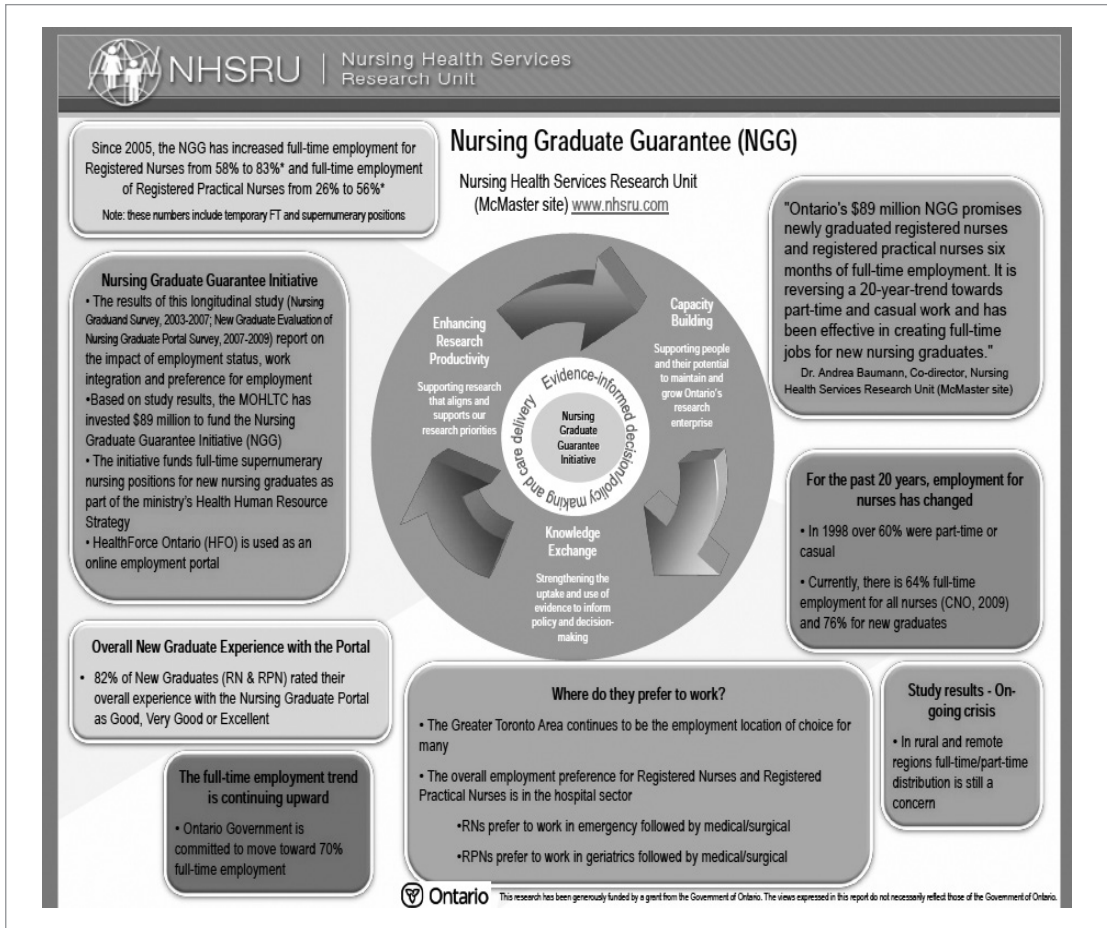 NHSRU
Nursing Health Services
Research Unit
Nursing Graduate Guarantee (NGG)
Nursing Health Services Research Unit
(McMaster site) www.nhsru.com
Since 2005, the NGG has increased full-time employment for
Registered Nurses from 58% to 83%* and full-time employment
of Registered Practical Nurses from 26% to 56%*
Note: these numbers include temporary FT and supernumerary positions
Nursing Graduate Guarantee Initiative
• The results of this longitudinal study (Nursing
Graduand Survey, 2003-2007; New Graduate Evaluation of
Nursing Graduate Portal Survey, 2007-2009) report on
the impact of employment status, work
integration and preference for employment
•Based on study results, the MOHLTC has
invested $89 million to fund the Nursing
Graduate Guarantee Initiative (NGG)
• The initiative funds full-time supernumerary
nursing positions for new nursing graduates as
part of the ministry's Health Human Resource
Strategy
• HealthForce Ontario (HFO) is used as an
online employment portal
Overall New Graduate Experience with the Portal
• 82% of New Graduates (RN & RPN) rated their
overall experience with the Nursing Graduate Portal
as Good, Very Good or Excellent
The full-time employment trend
is continuing upward
• Ontario Government is
committed to move toward 70%
full-time employment
Enhancing
Research
Productivity
Supporting research
that aligns and
supports our
research priorities
Capacity
Building
Supporting people
and their potential
to maintain and
grow Ontario's
research
enterprise
Evidence-informed decision/policy making and care delivery
Nursing
Graduate
Guarantee
Initiative
Knowledge
Exchange
Strengthening the
uptake and use of
evidence to inform
policy and decision-
making
"Ontario's $89 million NGG promises
newly graduated registered nurses
and registered practical nurses six
months of full-time employment. It is
reversing a 20-year-trend towards
part-time and casual work and has
been effective in creating full-time
jobs for new nursing graduates."
Dr. Andrea Baumann, Co-director, Nursing
Health Services Research Unit (McMaster site)
For the past 20 years, employment for
nurses has changed
• In 1998 over 60% were part-time or
casual
• Currently, there is 64% full-time
employment for all nurses (CNO, 2009)
and 76% for new graduates
Where do they prefer to work?
• The Greater Toronto Area continues to be the employment location of choice for
many
• The overall employment preference for Registered Nurses and Registered
Practical Nurses is in the hospital sector
•RNs prefer to work in emergency followed by medical/surgical
•RPNs prefer to work in geriatrics followed by medical/surgical
Study results - On-
going crisis
• In rural and remote
regions full-time/part-time
distribution is still a
concern
Ontario
This research has been generously funded by a grant from the Government of Ontario. The views expressed in this report do not necessarily reflect those of the Government of Ontario.